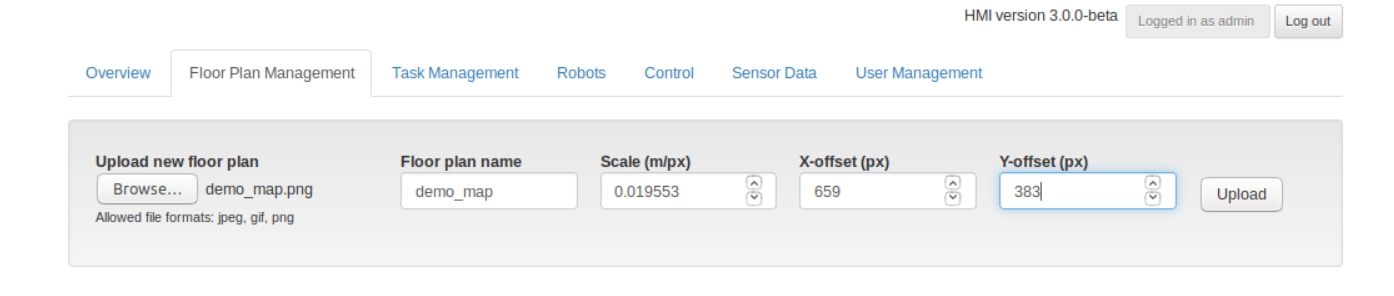 HMI version 3.0.0-beta Logged in as admin Log out
Overview Floor Plan Management Task Management Robots Control Sensor Data User Management
Upload new floor plan Floor plan name Scale (m/px) X-offset (px) Y-offset (px)
Browse... demo_map.png demo_map 0.019553 659 383 Upload
Allowed file formats: jpeg, gif, png